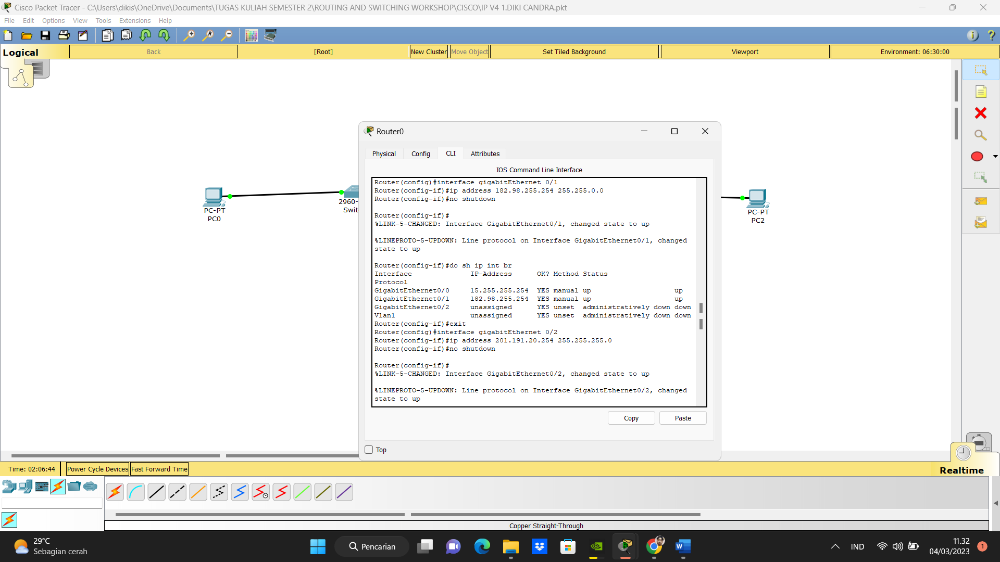 Cisco Packet Tracer - C:\Users\dikis\OneDrive\Documents\TUGAS KULIAH SEMESTER 2\ROUTING AND SWITCHING WORKSHOP\CISCO\IP V4 1.DIKI CANDRA.pkt
File Edit Options View Tools Extensions Help
Logical Back [Root] New Cluster Move Object Set Tiled Background Viewport Environment: 06:30:00
Router0
Physical Config CLI Attributes
IOS Command Line Interface
Router(config)#interface gigabitEthernet 0/1
Router(config-if)#ip address 182.98.255.254 255.255.0.0
Router(config-if)#no shutdown
Router(config-if)#
%LINK-5-CHANGED: Interface GigabitEthernet0/1, changed state to up
%LINEPROTO-5-UPDOWN: Line protocol on Interface GigabitEthernet0/1, changed
state to up
Router(config-if)#do sh ip int br
Interface IP-Address OK? Method Status
Protocol
GigabitEthernet0/0 15.255.255.254 YES manual up up
GigabitEthernet0/1 182.98.255.254 YES manual up up
GigabitEthernet0/2 unassigned YES unset administratively down down
Vlan1 unassigned YES unset administratively down down
Router(config-if)#exit
Router(config)#interface gigabitEthernet 0/2
Router(config-if)#ip address 201.191.20.254 255.255.255.0
Router(config-if)#no shutdown
Router(config-if)#
%LINK-5-CHANGED: Interface GigabitEthernet0/2, changed state to up
%LINEPROTO-5-UPDOWN: Line protocol on Interface GigabitEthernet0/2, changed
state to up
Copy Paste
Top
PC-PT
PC0
2960-
Swit
PC-PT
PC2
Time: 02:06:44 Power Cycle Devices Fast Forward Time
Realtime
Copper Straight-Through
29°C
Sebagian cerah
Pencarian
IND
11.32
04/03/2023
1